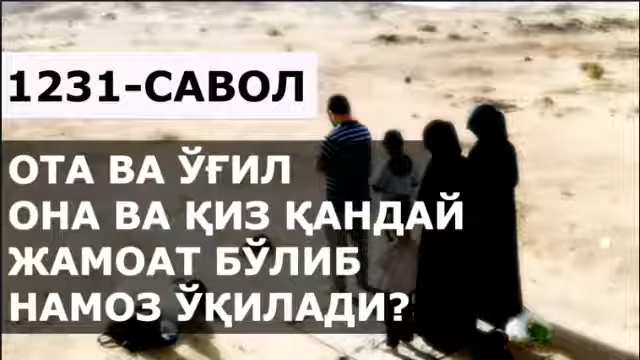 1231-САВОЛ
ОТА ВА ЎҒИЛ
ОНА ВА ҚИЗ ҚАНДАЙ
ЖАМОАТ БЎЛИБ
НАМОЗ ЎҚИЛАДИ?